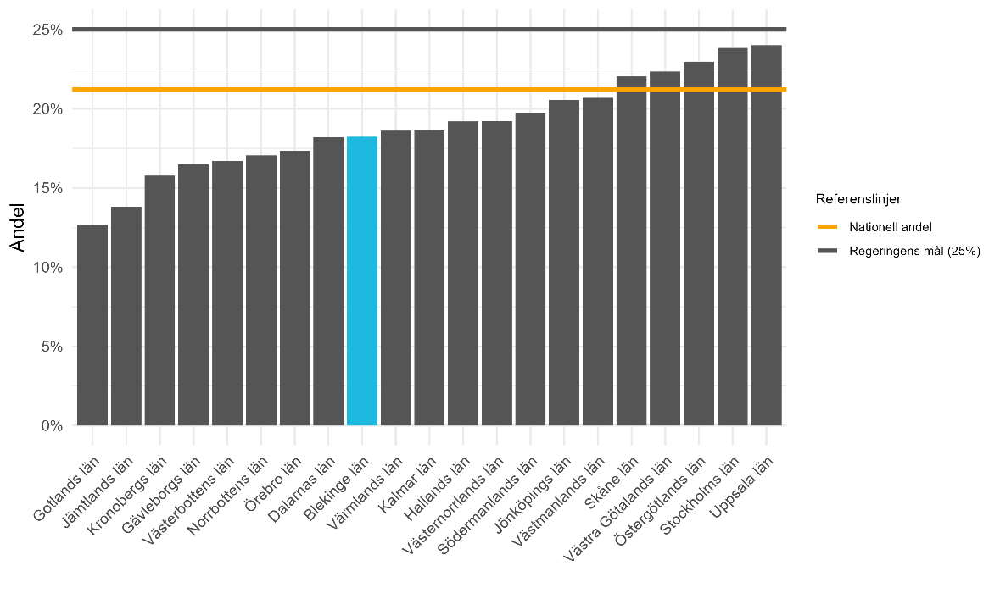 25%
20%
15%
10%
5%
0%
Andel
Gotlands län
Jämtlands län
Kronobergs län
Gävleborgs län
Västerbottens län
Norrbottens län
Örebro län
Dalarnas län
Blekinge län
Värmlands län
Kalmar län
Hallands län
Västernorrlands län
Södermanlands län
Jönköpings län
Västmanlands län
Skåne län
Västra Götalands län
Östergötlands län
Stockholms län
Uppsala län
Referenslinjer
Nationell andel
Regeringens mål (25%)